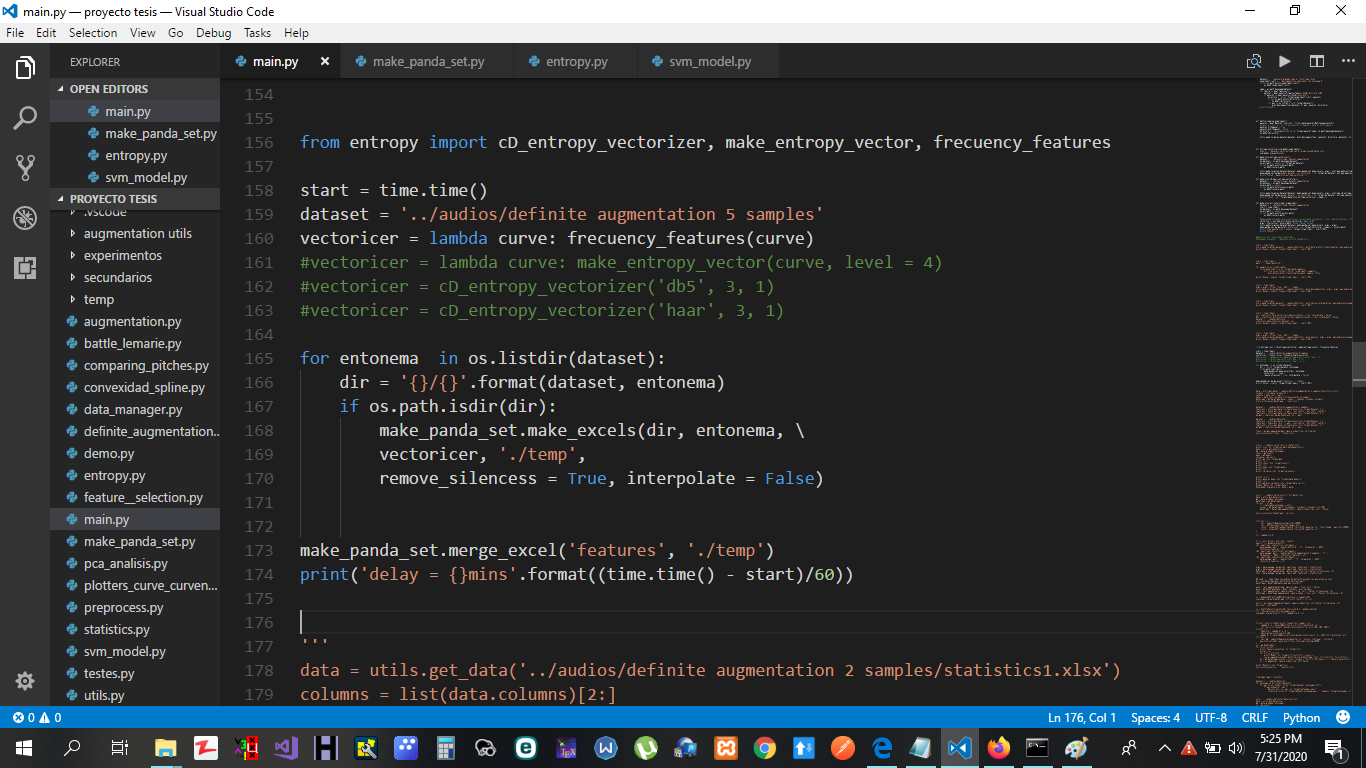 main.py — proyecto tesis — Visual Studio Code
File Edit Selection View Go Debug Tasks Help
EXPLORER
OPEN EDITORS
main.py
make_panda_set.py
entropy.py
svm_model.py
PROYECTO TESIS
.vscode
augmentation utils
experimentos
secundarios
temp
augmentation.py
battle_lemarie.py
comparing_pitches.py
convexidad_spline.py
data_manager.py
definite_augmentation...
demo.py
entropy.py
feature__selection.py
main.py
make_panda_set.py
pca_analisis.py
plotters_curve_curven...
preprocess.py
statistics.py
svm_model.py
testes.py
utils.py
main.py × make_panda_set.py entropy.py svm_model.py
154
155
156 from entropy import cD_entropy_vectorizer, make_entropy_vector, frecuency_features
157
158 start = time.time()
159 dataset = '../audios/definite augmentation 5 samples'
160 vectoricer = lambda curve: frecuency_features(curve)
161 #vectoricer = lambda curve: make_entropy_vector(curve, level = 4)
162 #vectoricer = cD_entropy_vectorizer('db5', 3, 1)
163 #vectoricer = cD_entropy_vectorizer('haar', 3, 1)
164
165 for entonema  in os.listdir(dataset):
166     dir = '{}/{}'.format(dataset, entonema)
167     if os.path.isdir(dir):
168         make_panda_set.make_excels(dir, entonema, \
169         vectoricer, './temp',
170         remove_silencess = True, interpolate = False)
171
172
173 make_panda_set.merge_excel('features', './temp')
174 print('delay = {}mins'.format((time.time() - start)/60))
175
176
177 '''
178 data = utils.get_data('../audios/definite augmentation 2 samples/statistics1.xlsx')
179 columns = list(data.columns)[2:]
0 0 Ln 176, Col 1 Spaces: 4 UTF-8 CRLF Python
5:25 PM
7/31/2020
1